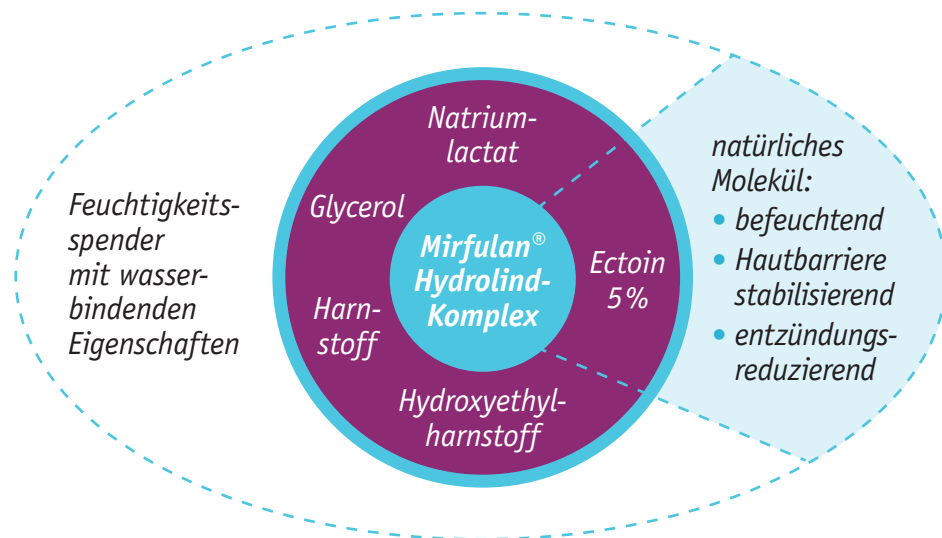 Feuchtigkeits-
spender
mit wasser-
bindenden
Eigenschaften
Natrium-
lactat
Glycerol
Harn-
stoff
Hydroxyethyl-
harnstoff
Mirfulan®
Hydrolind-
Komplex
Ectoin
5%
natürliches
Molekül:
• befeuchtend
• Hautbarriere
stabilisierend
• entzündungs-
reduzierend